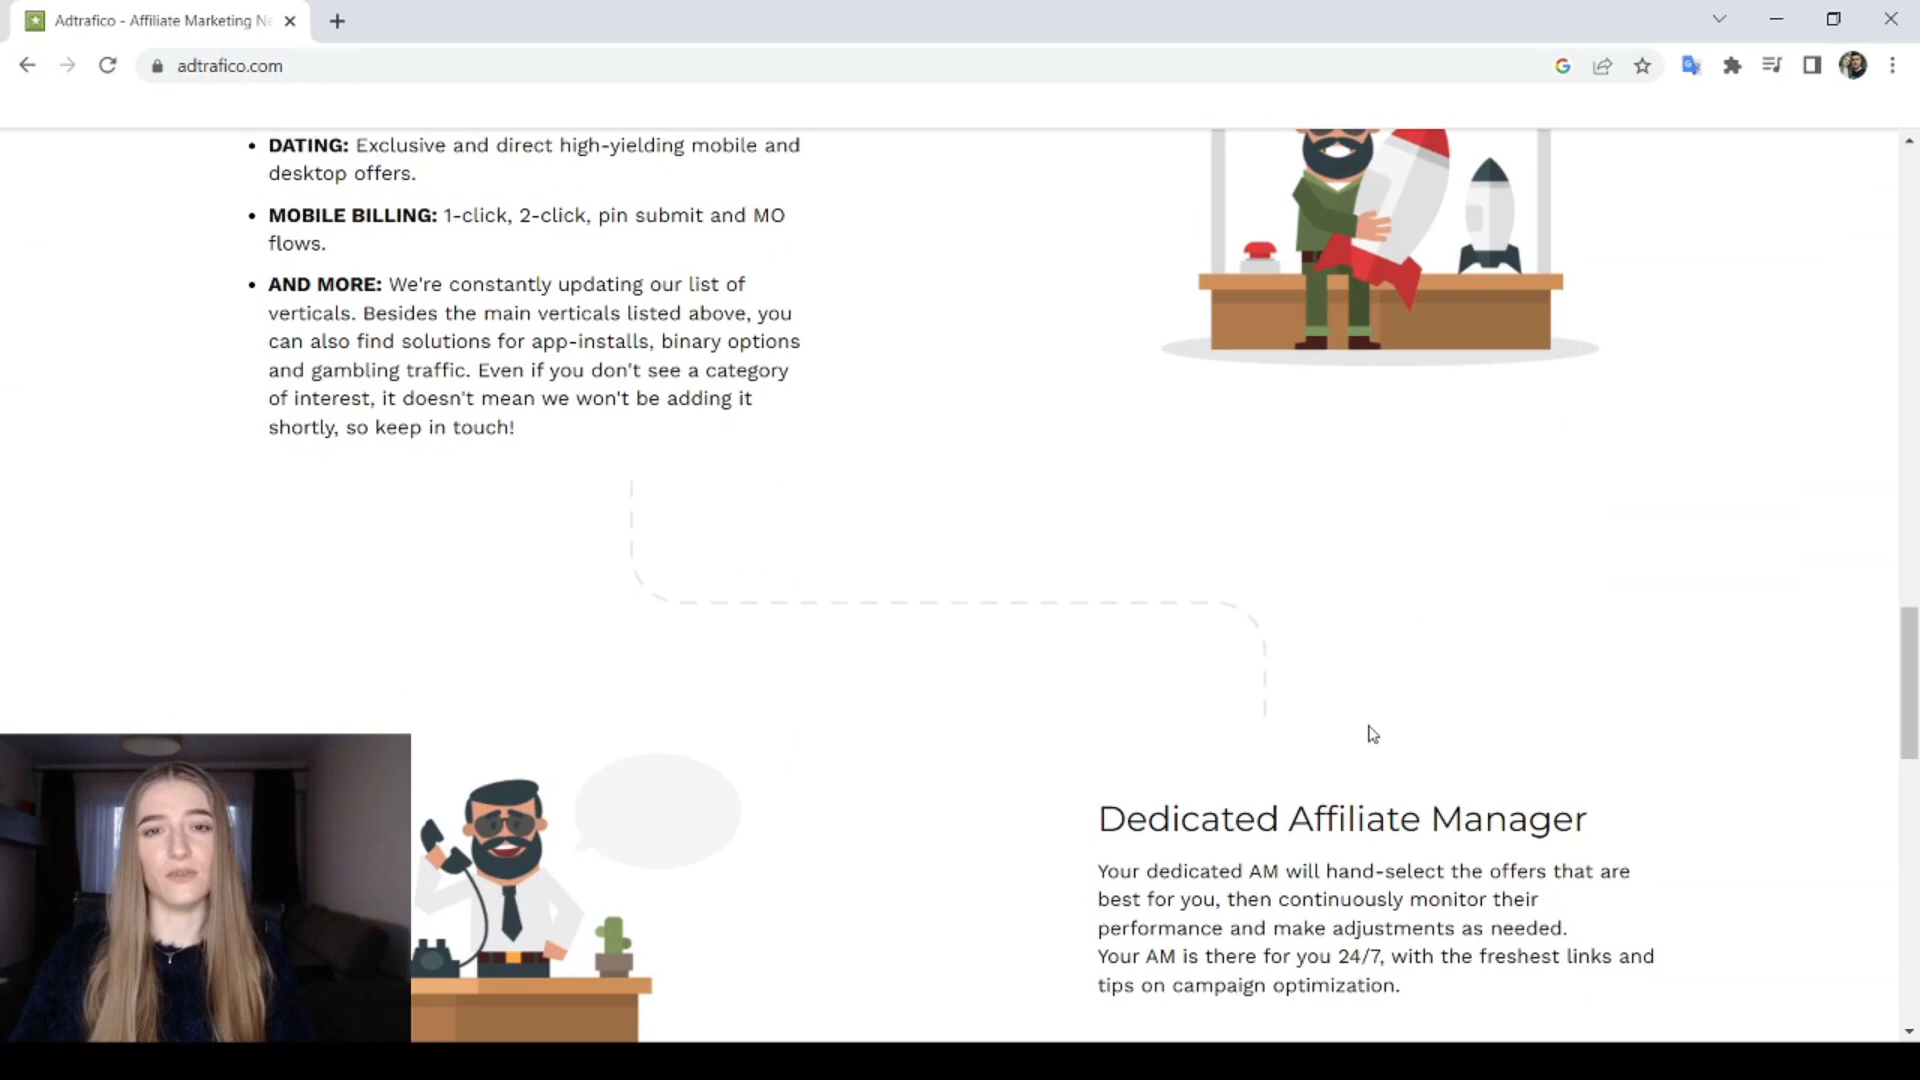 Adtrafico - Affiliate Marketing Ne
adtrafico.com
• DATING: Exclusive and direct high-yielding mobile and
desktop offers.
• MOBILE BILLING: 1-click, 2-click, pin submit and MO
flows.
• AND MORE: We're constantly updating our list of
verticals. Besides the main verticals listed above, you
can also find solutions for app-installs, binary options
and gambling traffic. Even if you don't see a category
of interest, it doesn't mean we won't be adding it
shortly, so keep in touch!
Dedicated Affiliate Manager
Your dedicated AM will hand-select the offers that are
best for you, then continuously monitor their
performance and make adjustments as needed.
Your AM is there for you 24/7, with the freshest links and
tips on campaign optimization.